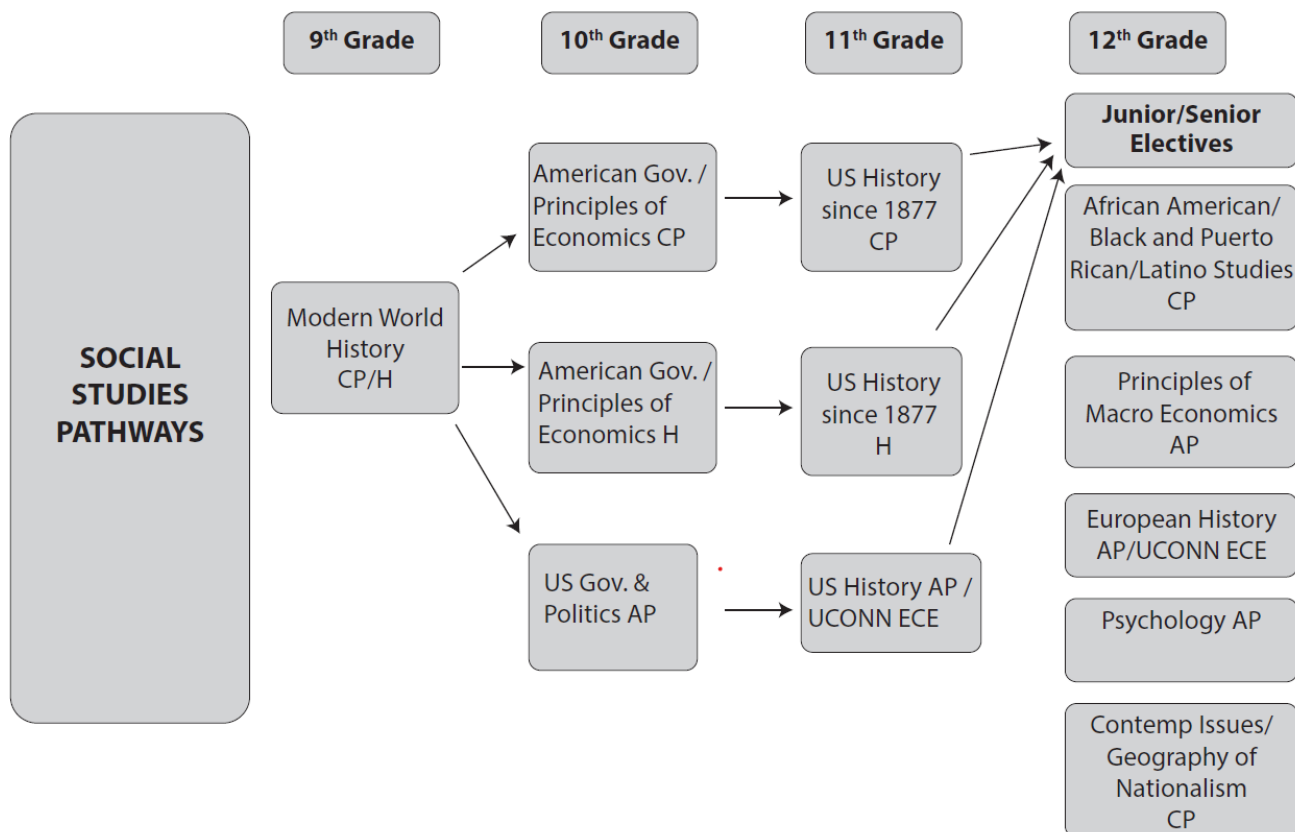 9th Grade
10th Grade
11th Grade
12th Grade
SOCIAL
STUDIES
PATHWAYS
Modern World
History
CP/H
American Gov. /
Principles of
Economics CP
American Gov. /
Principles of
Economics H
US Gov. &
Politics AP
US History
since 1877
CP
US History
since 1877
H
US History AP /
UCONN ECE
Junior/Senior
Electives
African American/
Black and Puerto
Rican/Latino Studies
CP
Principles of
Macro Economics
AP
European History
AP/UCONN ECE
Psychology AP
Contemp Issues/
Geography of
Nationalism
CP